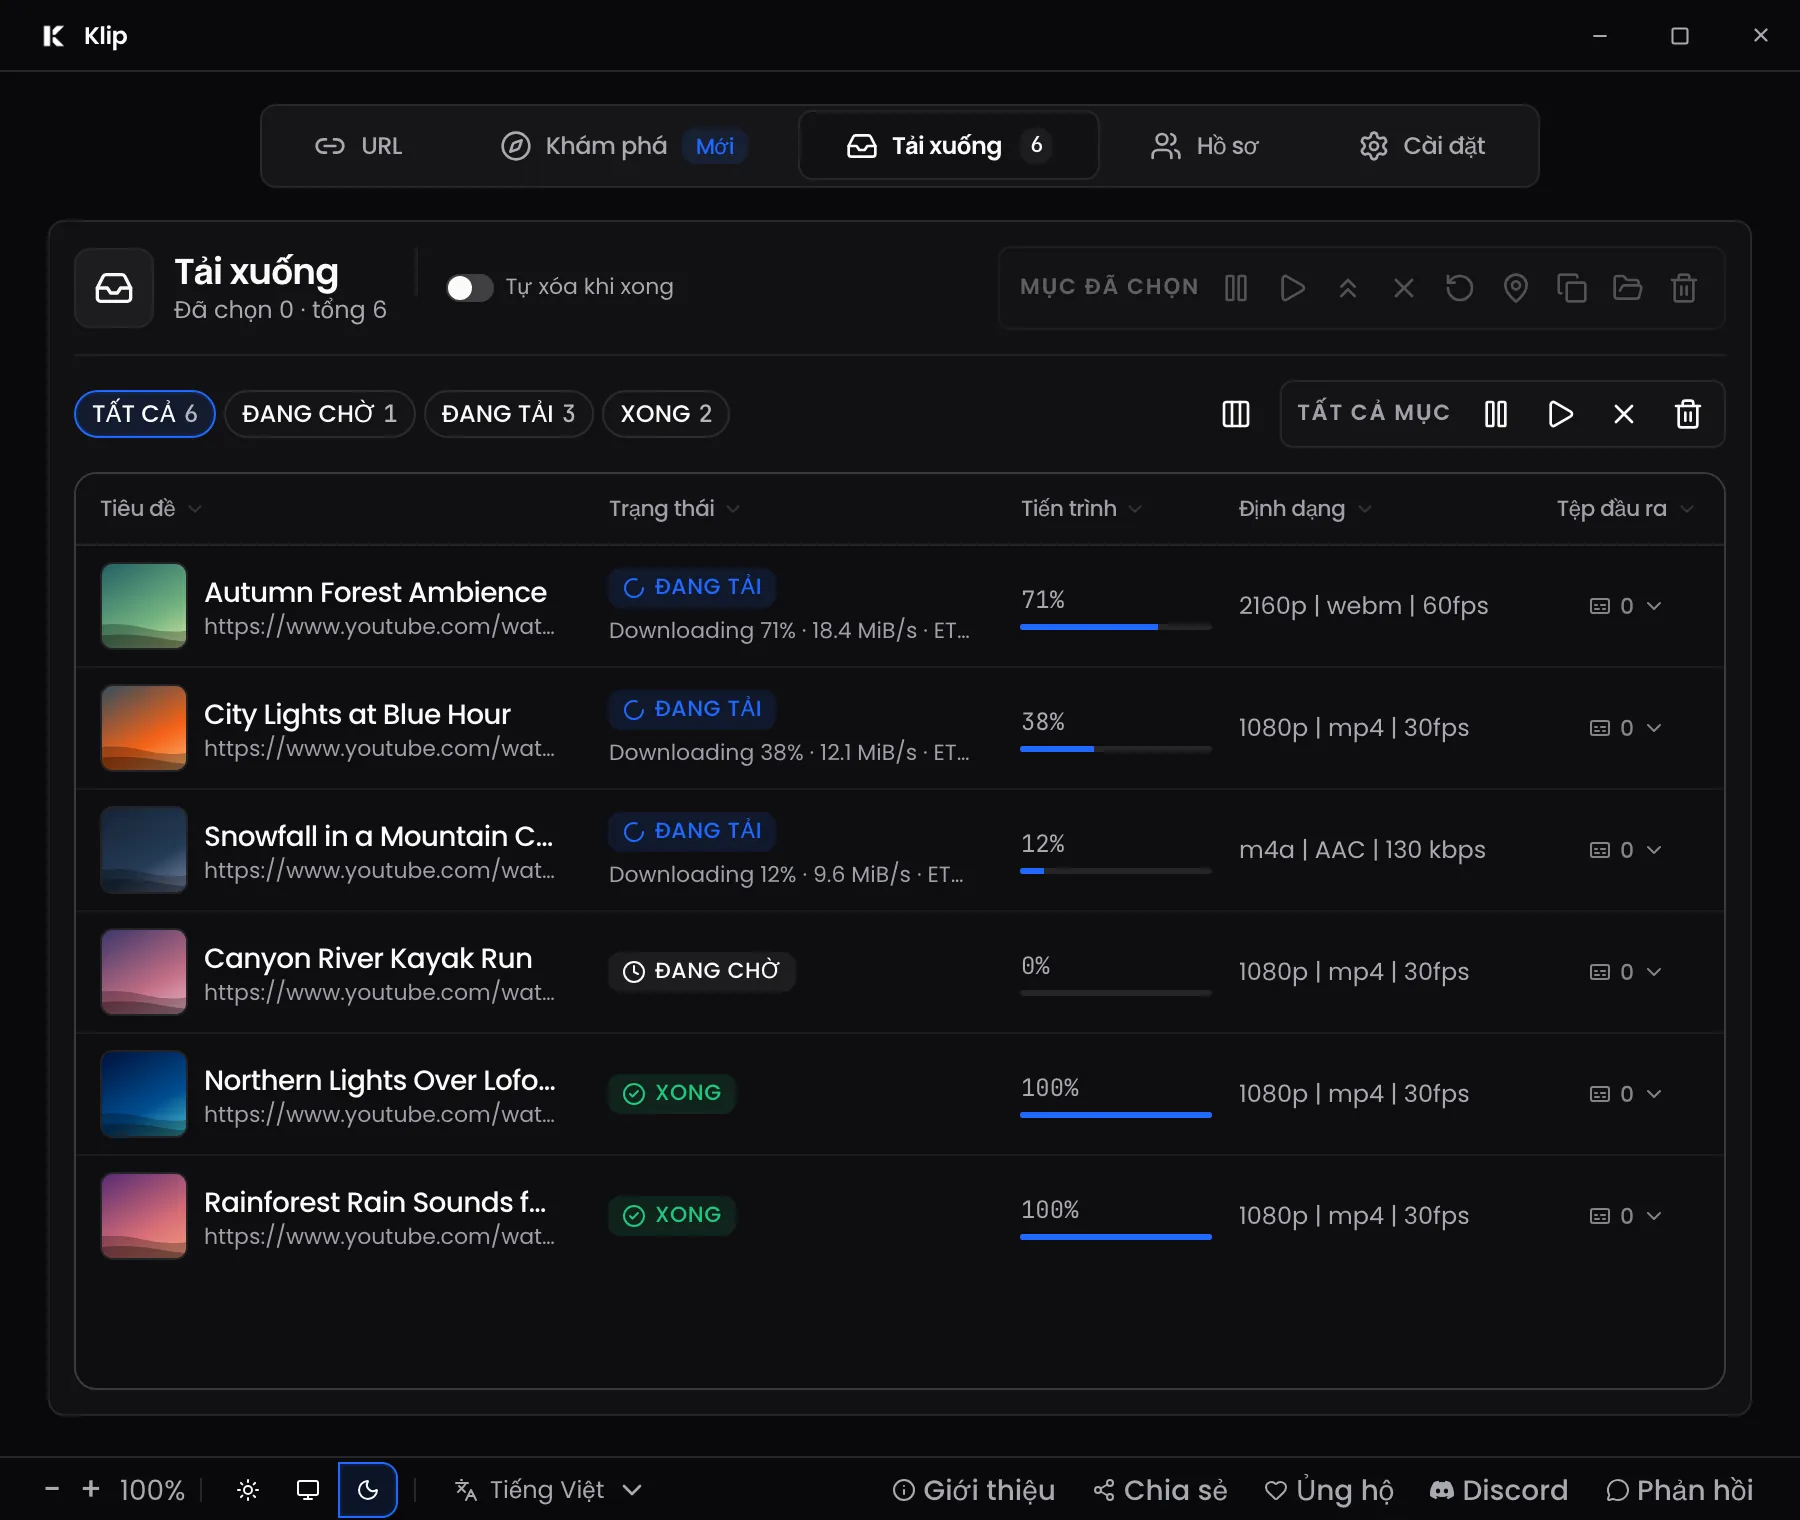 Klip
URL
Khám phá Mới
Tải xuống 6
Hồ sơ
Cài đặt
Tải xuống
Đã chọn 0 · tổng 6
Tự xóa khi xong
MỤC ĐÃ CHỌN
TẤT CẢ 6
ĐANG CHỜ 1
ĐANG TẢI 3
XONG 2
TẤT CẢ MỤC
Tiêu đề
Trạng thái
Tiến trình
Định dạng
Tệp đầu ra
Autumn Forest Ambience
https://www.youtube.com/wat...
ĐANG TẢI
Downloading 71% · 18.4 MiB/s · ET...
71%
2160p | webm | 60fps
0
City Lights at Blue Hour
https://www.youtube.com/wat...
ĐANG TẢI
Downloading 38% · 12.1 MiB/s · ET...
38%
1080p | mp4 | 30fps
0
Snowfall in a Mountain C...
https://www.youtube.com/wat...
ĐANG TẢI
Downloading 12% · 9.6 MiB/s · ET...
12%
m4a | AAC | 130 kbps
0
Canyon River Kayak Run
https://www.youtube.com/wat...
ĐANG CHỜ
0%
1080p | mp4 | 30fps
0
Northern Lights Over Lofo...
https://www.youtube.com/wat...
XONG
100%
1080p | mp4 | 30fps
0
Rainforest Rain Sounds f...
https://www.youtube.com/wat...
XONG
100%
1080p | mp4 | 30fps
0
100%
Tiếng Việt
Giới thiệu
Chia sẻ
Ủng hộ
Discord
Phản hồi